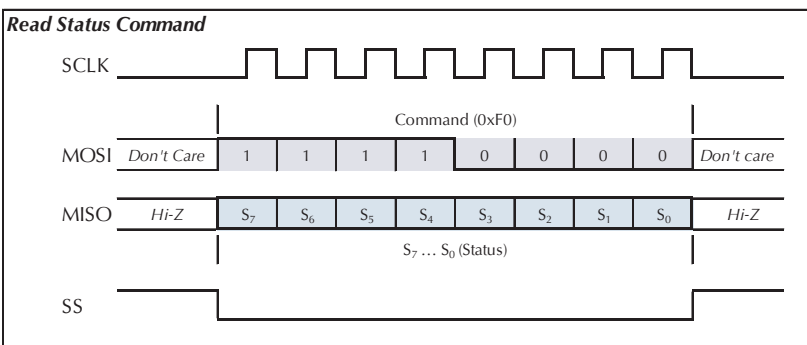 Read Status Command
SCLK
Command (0xF0)
MOSI Don't Care 1 1 1 1 0 0 0 0 Don't care
MISO Hi-Z S₇ S₆ S₅ S₄ S₃ S₂ S₁ S₀ Hi-Z
S₇ … S₀ (Status)
SS